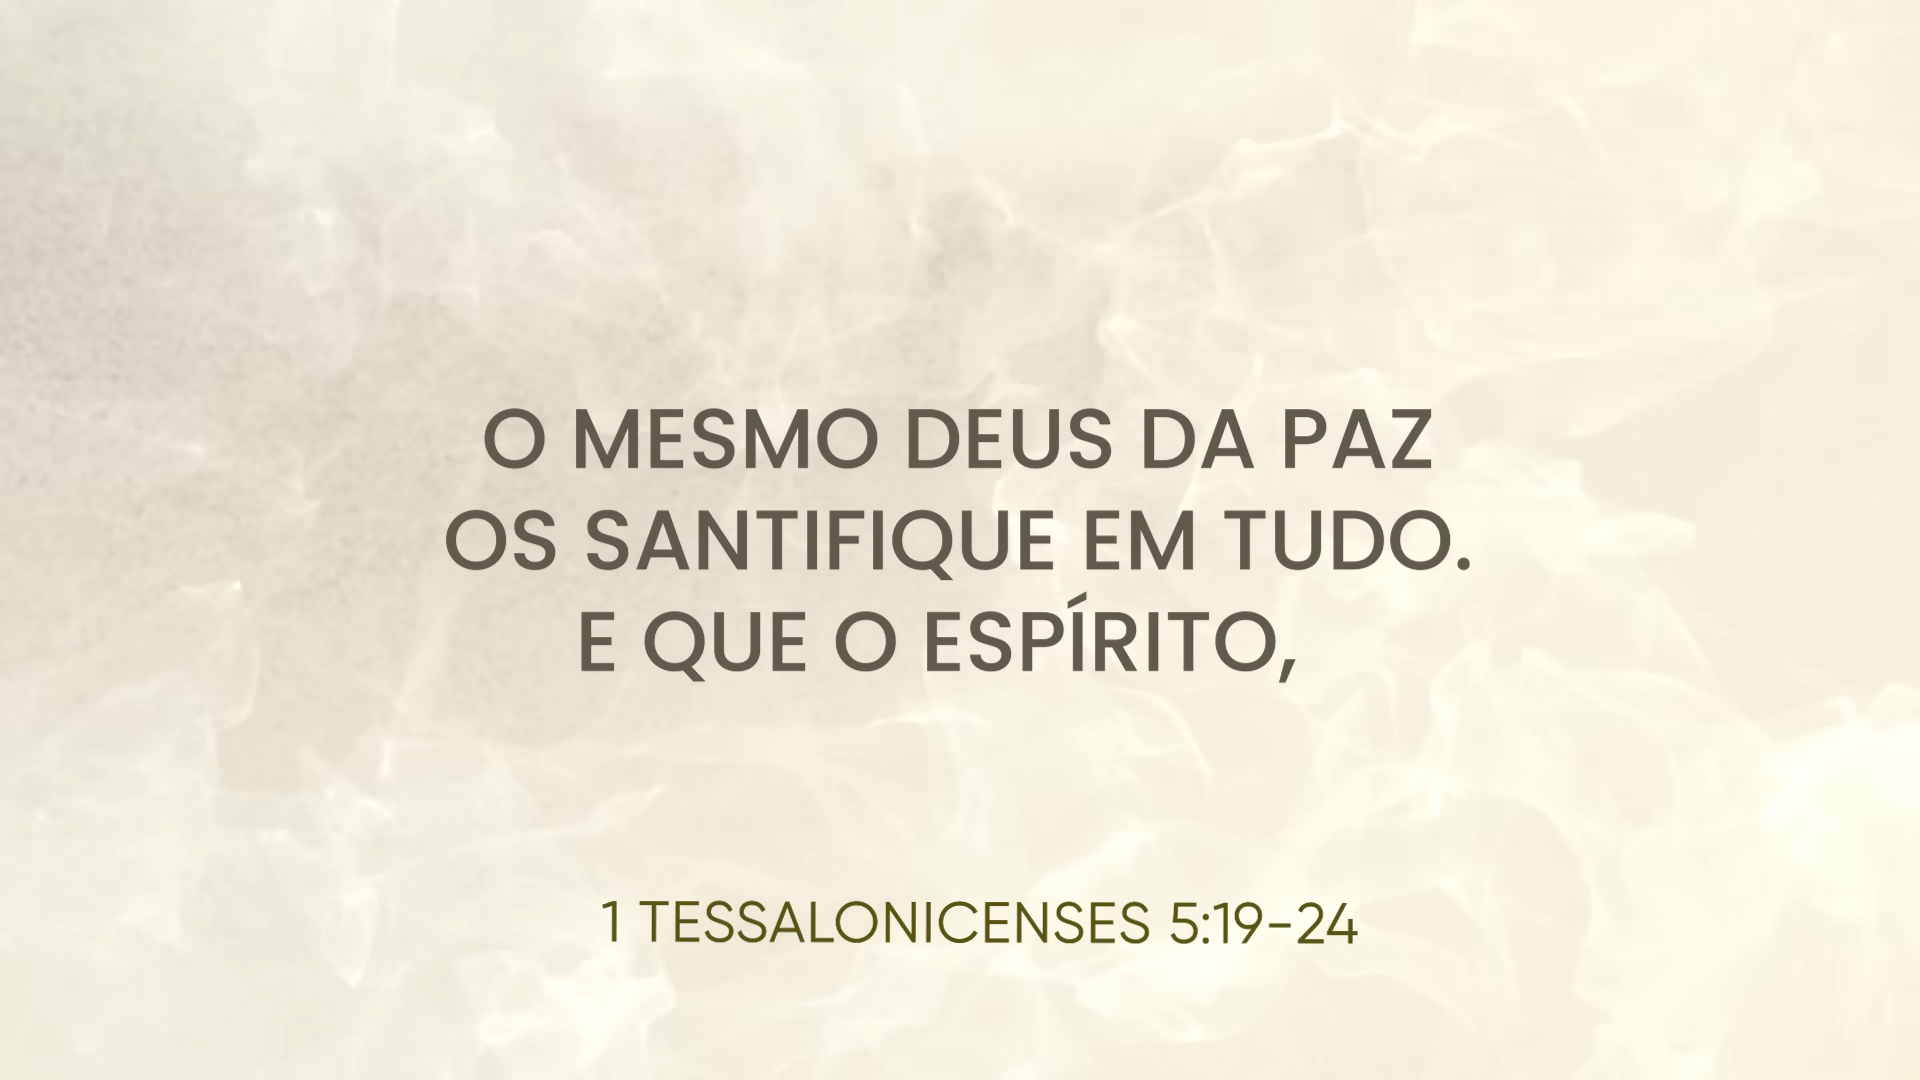 O MESMO DEUS DA PAZ
OS SANTIFIQUE EM TUDO.
E QUE O ESPÍRITO,
1 TESSALONICENSES 5:19-24